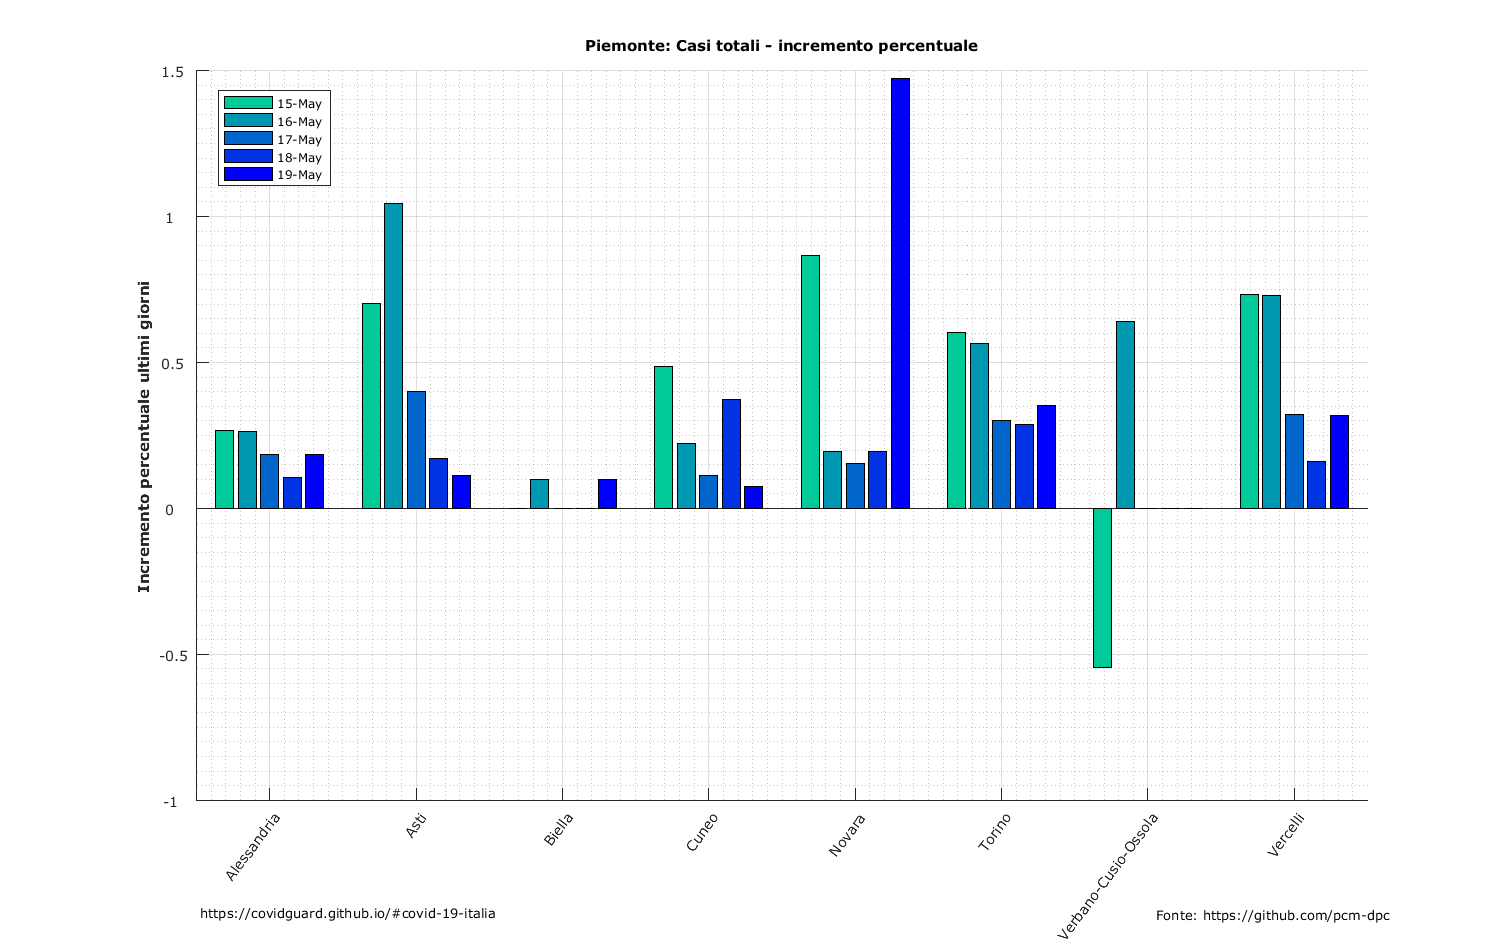 Piemonte: Casi totali - incremento percentuale
1.5
1
0.5
0
-0.5
-1
15-May
16-May
17-May
18-May
19-May
Incremento percentuale ultimi giorni
Alessandria
Asti
Biella
Cuneo
Novara
Torino
Verbano-Cusio-Ossola
Vercelli
https://covidguard.github.io/#covid-19-italia
Fonte: https://github.com/pcm-dpc